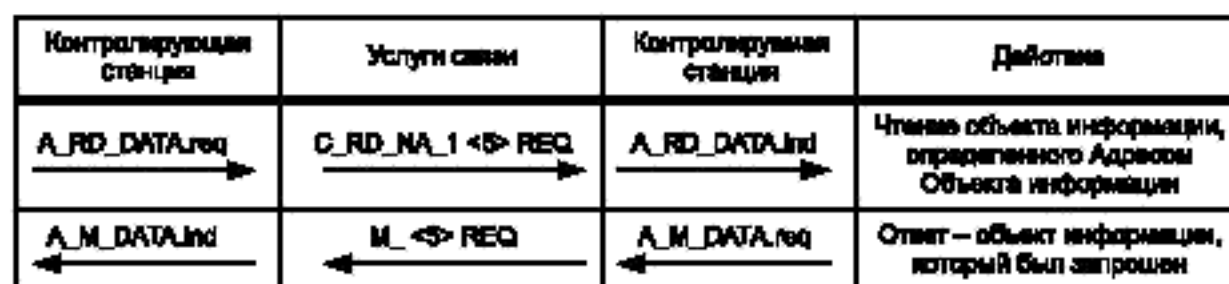 Контролирующая станция
Услуги связи
Контролируемая станция
Действие
A_RD_DATA.req
C_RD_NA_1 <5> REQ
A_RD_DATA.ind
Чтение объекта информации,
определенного Адресом
Объекта информации
A_M_DATA.ind
M_ <5> REQ
A_M_DATA.req
Ответ – объект информации,
который был запрошен